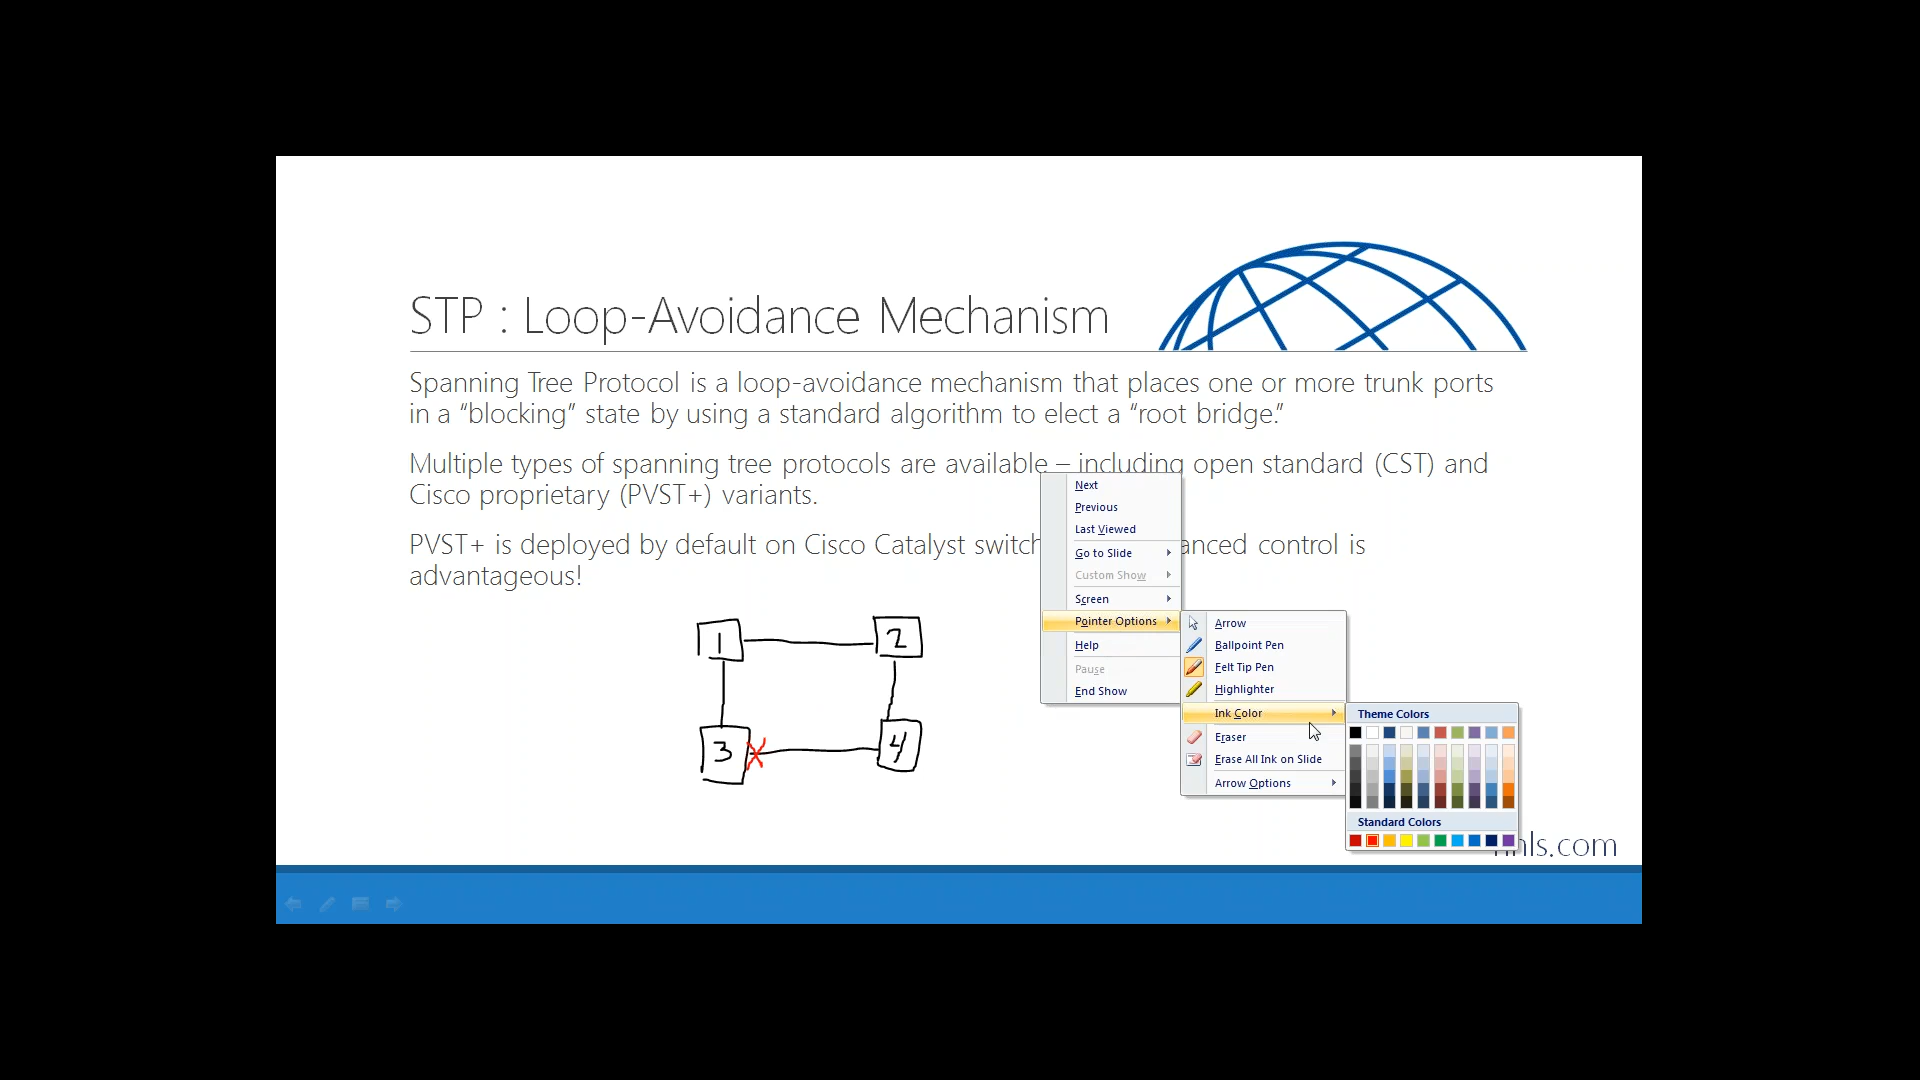 STP : Loop-Avoidance Mechanism
Spanning Tree Protocol is a loop-avoidance mechanism that places one or more trunk ports
in a “blocking” state by using a standard algorithm to elect a “root bridge.”
Multiple types of spanning tree protocols are available – including open standard (CST) and
Cisco proprietary (PVST+) variants.
PVST+ is deployed by default on Cisco Catalyst control is
advantageous!
1
2
3
X
4
Next
Previous
Last Viewed
Go to Slide
Custom Show
Screen
Pointer Options
Help
Pause
End Show
Arrow
Ballpoint Pen
Felt Tip Pen
Highlighter
Ink Color
Eraser
Erase All Ink on Slide
Arrow Options
Theme Colors
Standard Colors